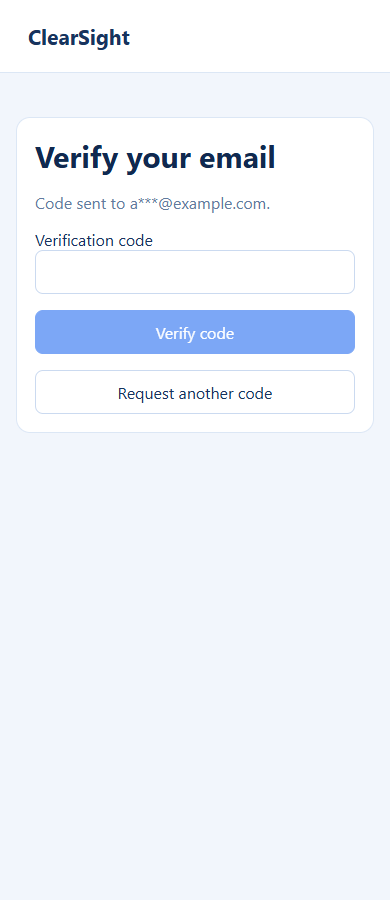 ClearSight
Verify your email
Code sent to a***@example.com.
Verification code
Verify code
Request another code